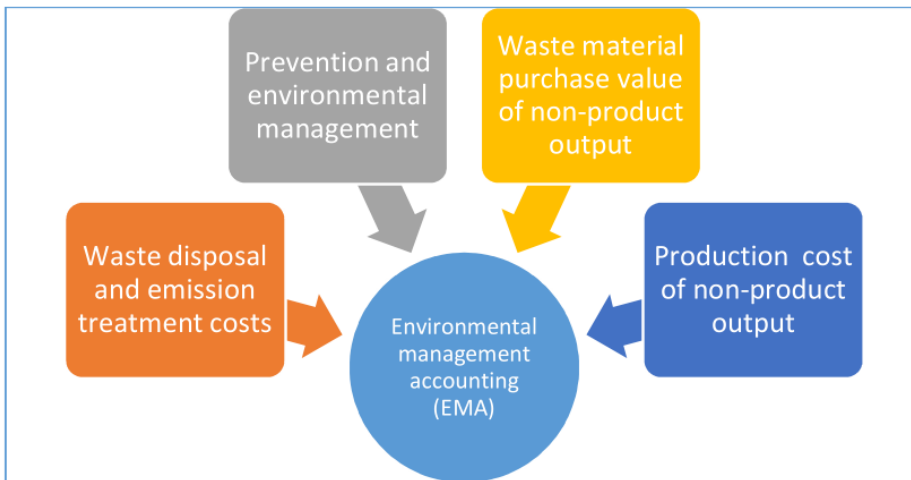 Prevention and
environmental
management
Waste material
purchase value
of non-product
output
Waste disposal
and emission
treatment costs
Production  cost
of non-product
output
Environmental
management
accounting
(EMA)